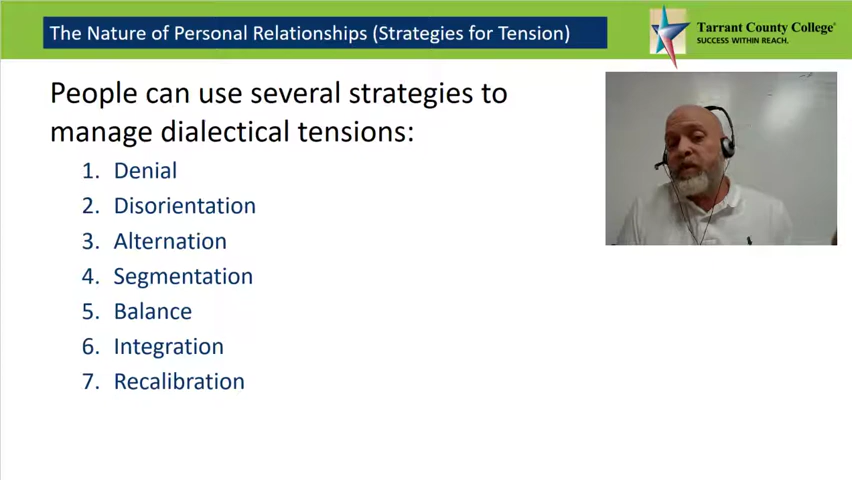 The Nature of Personal Relationships (Strategies for Tension)
Tarrant County College®
SUCCESS WITHIN REACH.
People can use several strategies to
manage dialectical tensions:
1. Denial
2. Disorientation
3. Alternation
4. Segmentation
5. Balance
6. Integration
7. Recalibration